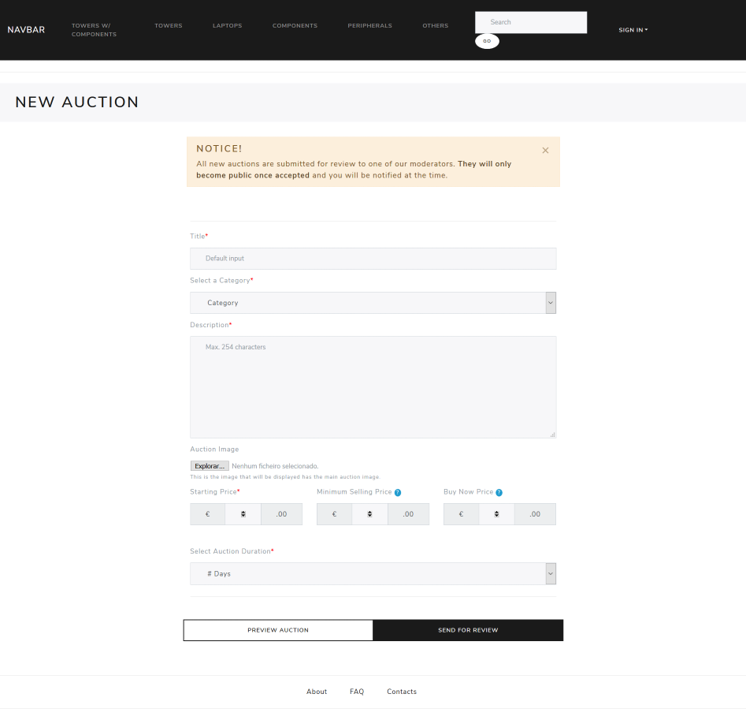 NAVBAR
TOWERS W/
COMPONENTS
TOWERS
LAPTOPS
COMPONENTS
PERIPHERALS
OTHERS
Search
GO
SIGN IN
NEW AUCTION
NOTICE!
×
All new auctions are submitted for review to one of our moderators. They will only
become public once accepted and you will be notified at the time.
Title*
Default input
Select a Category*
Category
Description*
Max. 254 characters
Auction Image
Explorar... Nenhum ficheiro selecionado.
This is the image that will be displayed has the main auction image.
Starting Price* Minimum Selling Price ? Buy Now Price ?
€ .00 € .00 € .00
Select Auction Duration*
# Days
PREVIEW AUCTION SEND FOR REVIEW
About FAQ Contacts